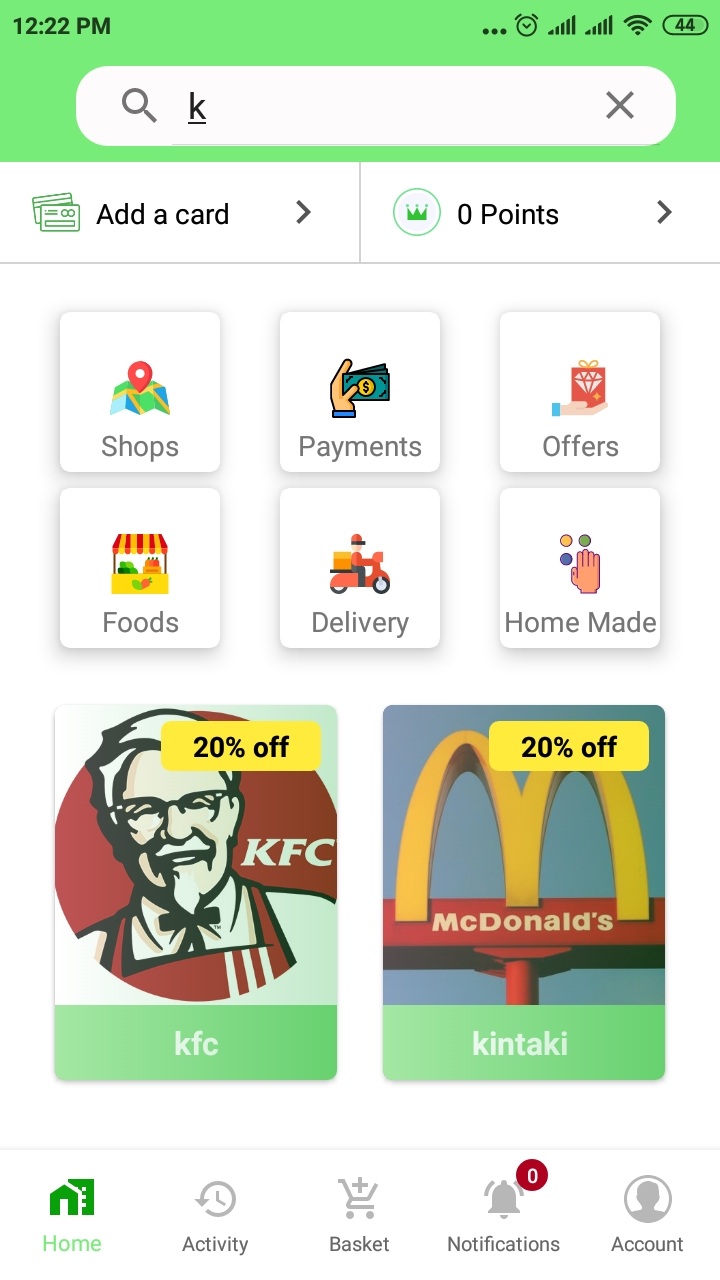 12:22 PM
44
k
Add a card
0 Points
Shops
Payments
Offers
Foods
Delivery
Home Made
20% off
KFC
TM
kfc
20% off
McDonald's
kintaki
Home
Activity
Basket
0
Notifications
Account